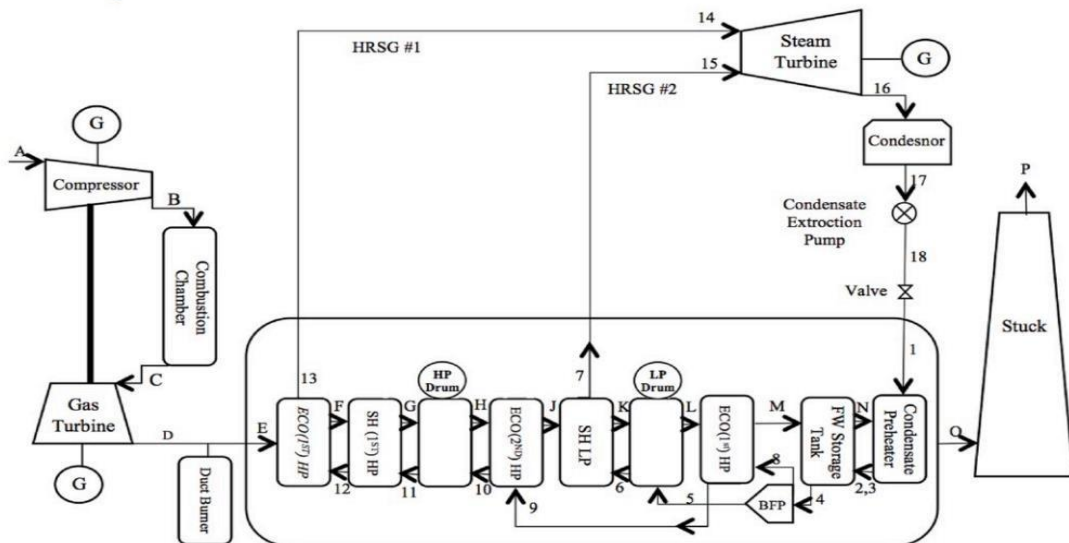 14
HRSG #1
Steam
Turbine
G
15
HRSG #2
16
G
A
Compressor
B
Condesnor
17
P
Condensate
Extroction
Pump
18
Combustion
Chamber
Valve
Stuck
C
1
Gas
Turbine
D
E
13
7
HP
Drum
LP
Drum
ECO(1ST) HP
F
SH (1ST) HP
G
H
ECO(2ND) HP
J
SH LP
K
L
ECO(1st) HP
M
FW Storage
Tank
N
Condensate
Preheater
O
12
11
10
9
6
5
8
BFP
4
2,3
G
Duct Burner